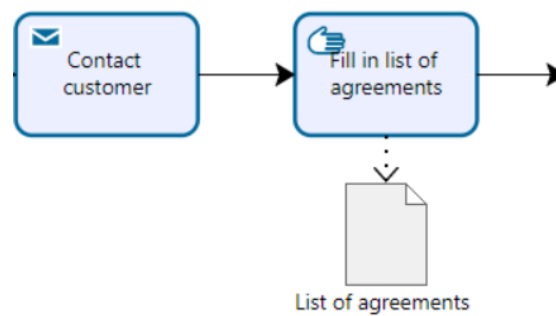 Contact
customer
Fill in list of
agreements
List of agreements